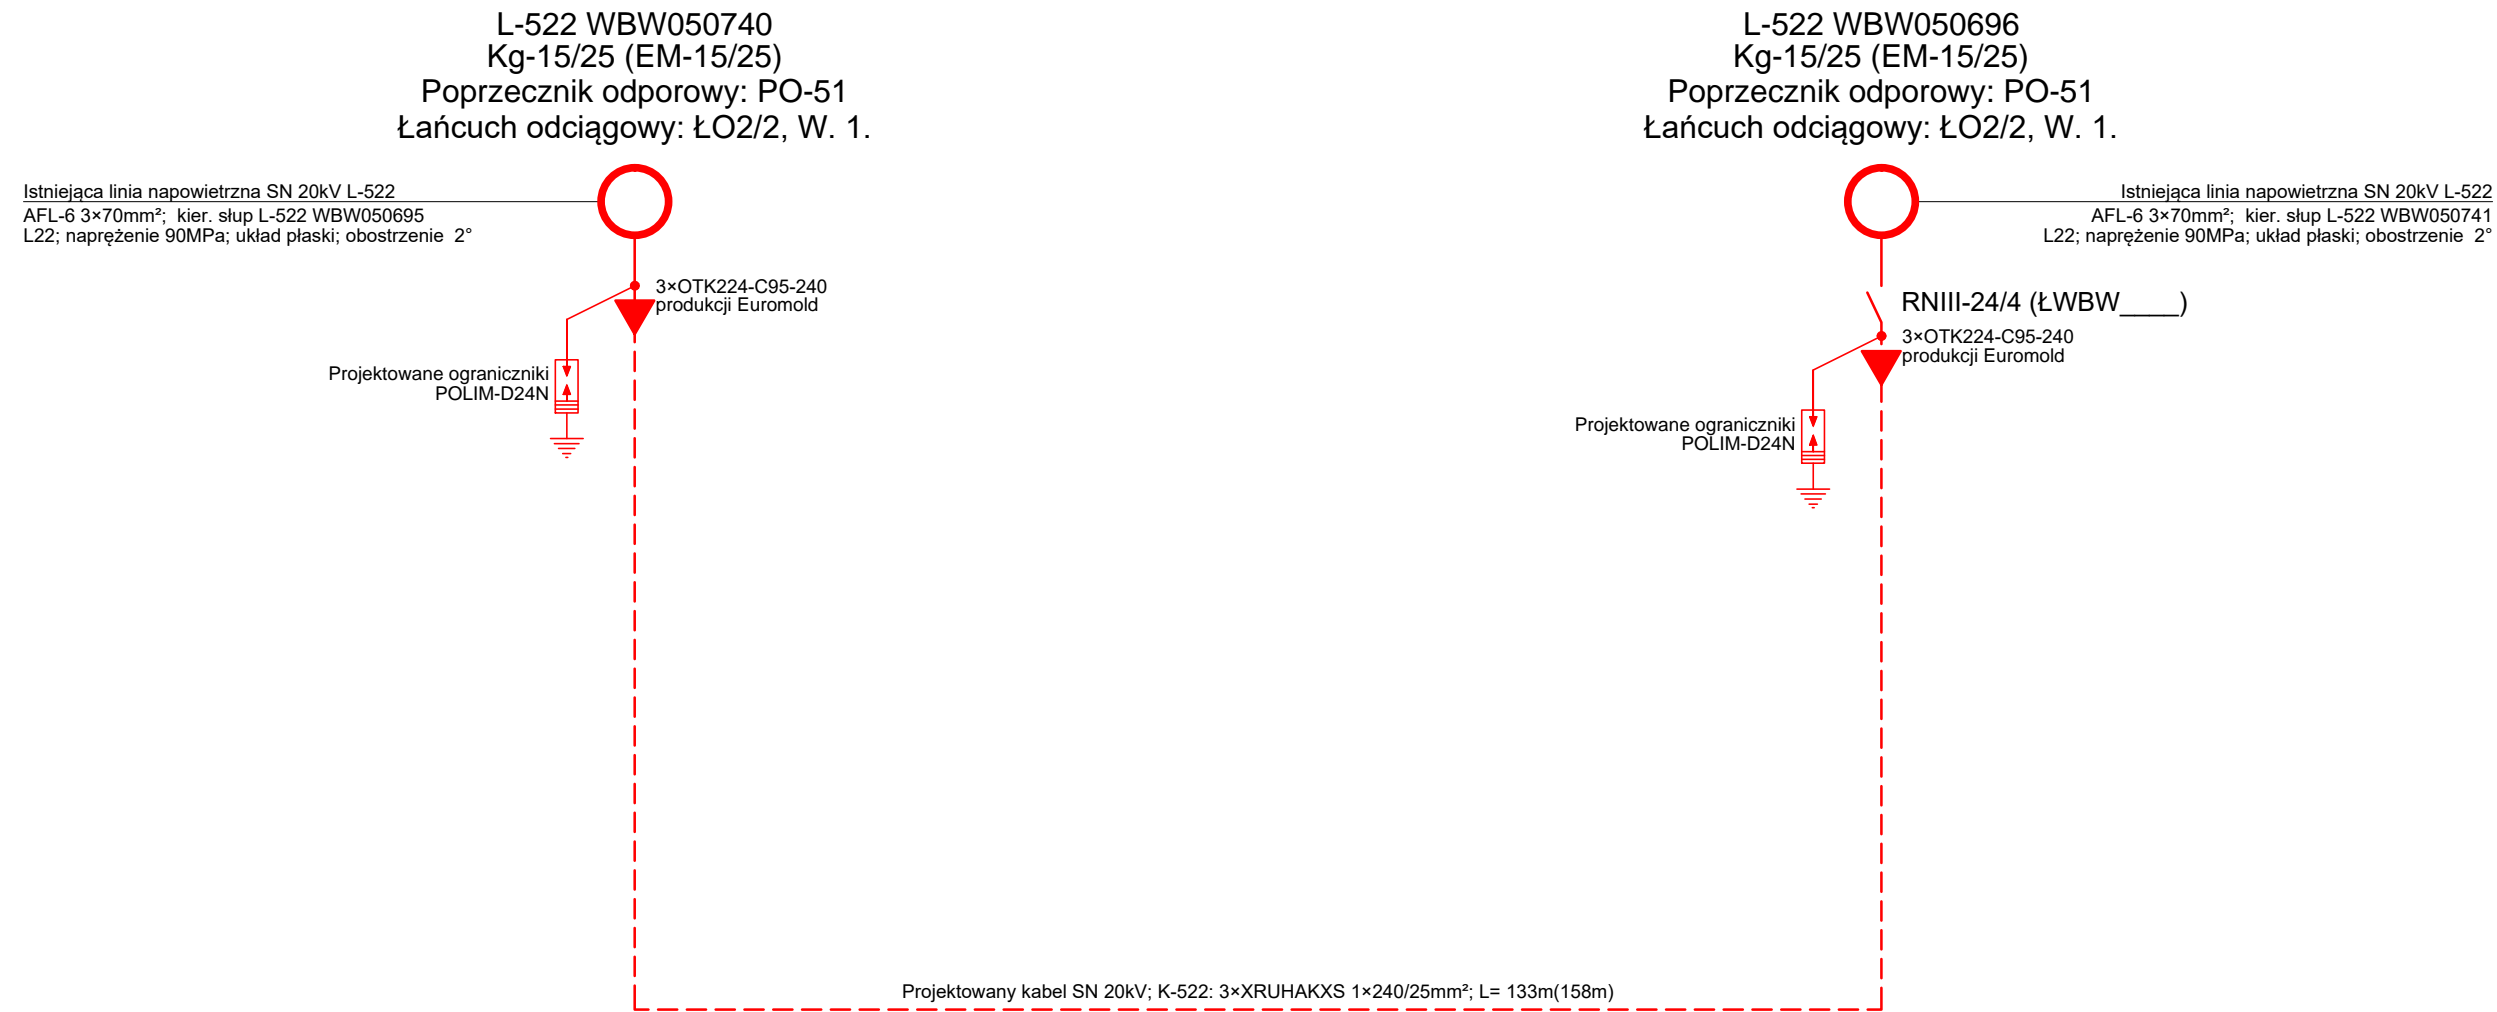 L-522 WBW050740
Kg-15/25 (EM-15/25)
Poprzecznik odporowy: PO-51
Łańcuch odciągowy: ŁO2/2, W. 1.
L-522 WBW050696
Kg-15/25 (EM-15/25)
Poprzecznik odporowy: PO-51
Łańcuch odciągowy: ŁO2/2, W. 1.
Istniejąca linia napowietrzna SN 20kV L-522
AFL-6 3×70mm²; kier. słup L-522 WBW050695
L22; naprężenie 90MPa; układ płaski; obostrzenie 2°
Istniejąca linia napowietrzna SN 20kV L-522
AFL-6 3×70mm²; kier. słup L-522 WBW050741
L22; naprężenie 90MPa; układ płaski; obostrzenie 2°
3×OTK224-C95-240
produkcji Euromold
Projektowane ograniczniki
POLIM-D24N
RNIII-24/4 (ŁWBW____)
3×OTK224-C95-240
produkcji Euromold
Projektowane ograniczniki
POLIM-D24N
Projektowany kabel SN 20kV; K-522: 3×XRUHAKXS 1×240/25mm²; L= 133m(158m)